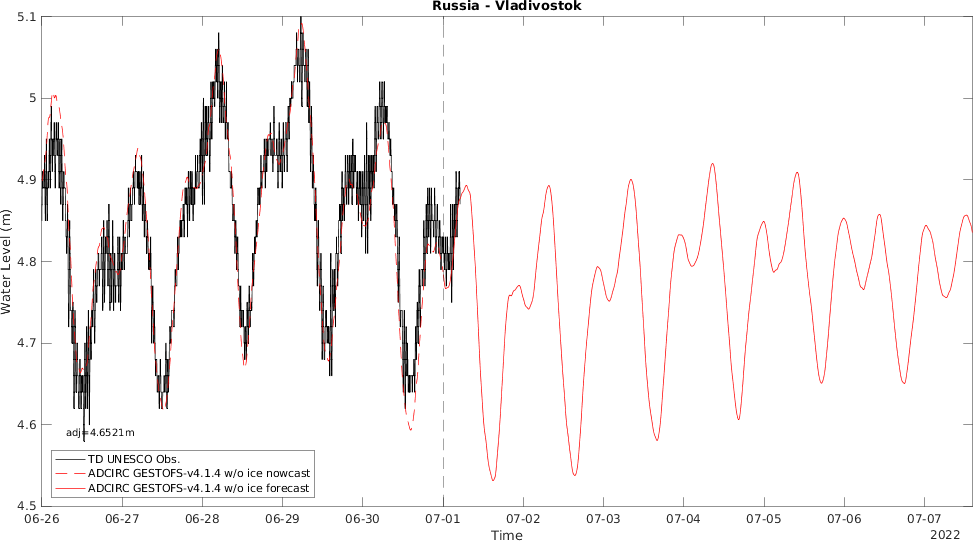 Russia - Vladivostok
5.1
5
4.9
4.8
4.7
4.6
4.5
Water Level (m)
adj=4.6521m
TD UNESCO Obs.
ADCIRC GESTOFS-v4.1.4 w/o ice nowcast
ADCIRC GESTOFS-v4.1.4 w/o ice forecast
06-26 06-27 06-28 06-29 06-30 07-01 07-02 07-03 07-04 07-05 07-06 07-07
Time
2022